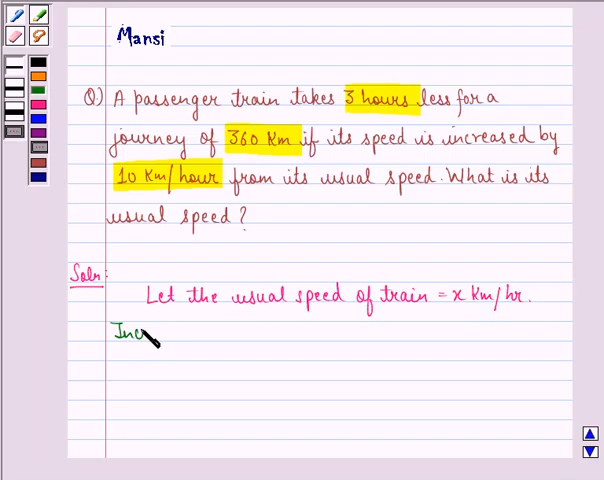 Mansi
Q) A passenger train takes 3 hours less for a
journey of 360 Km if its speed is increased by
10 Km/hour from its usual speed. What is its
usual speed?
Soln:
Let the usual speed of train = x Km/hr.
Inc